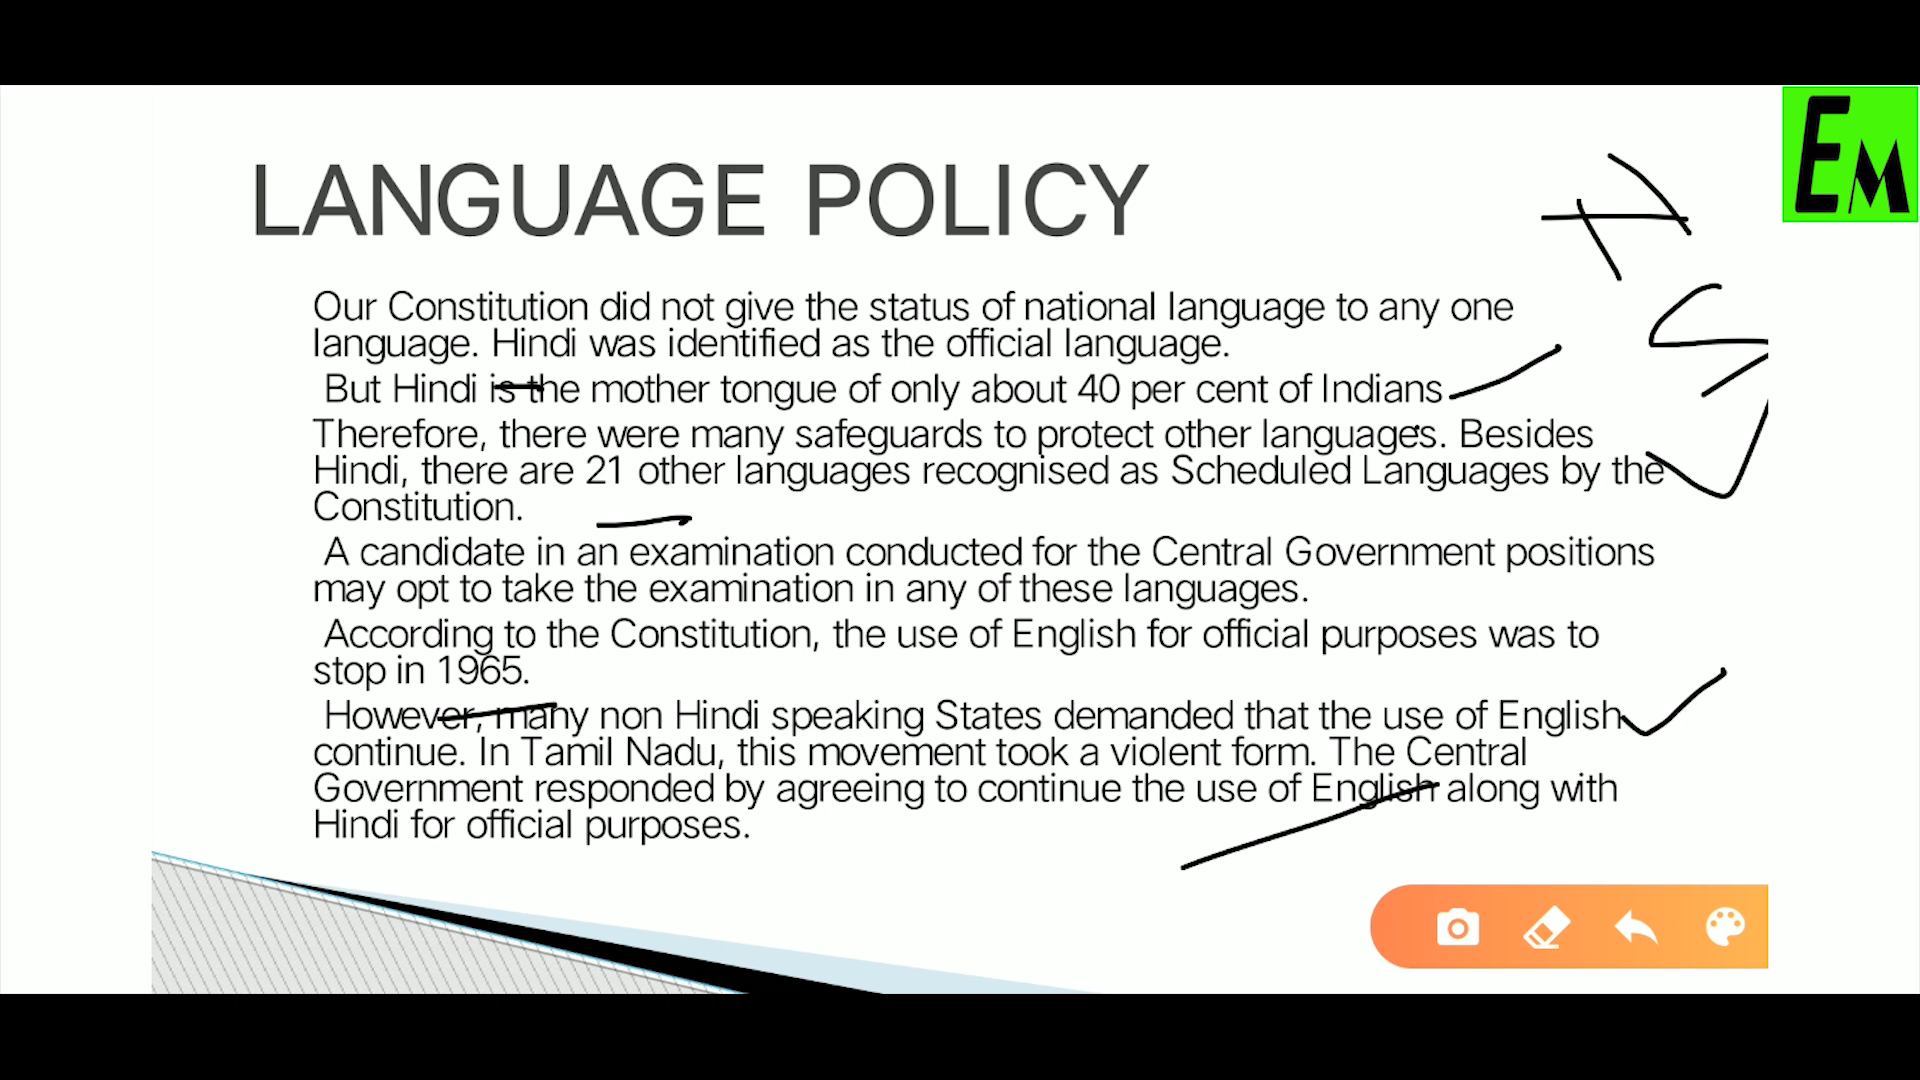 EM
LANGUAGE POLICY
Our Constitution did not give the status of national language to any one
language. Hindi was identified as the official language.
But Hindi is the mother tongue of only about 40 per cent of Indians
Therefore, there were many safeguards to protect other languages. Besides
Hindi, there are 21 other languages recognised as Scheduled Languages by the
Constitution.
A candidate in an examination conducted for the Central Government positions
may opt to take the examination in any of these languages.
According to the Constitution, the use of English for official purposes was to
stop in 1965.
However, many non Hindi speaking States demanded that the use of English
continue. In Tamil Nadu, this movement took a violent form. The Central
Government responded by agreeing to continue the use of English along with
Hindi for official purposes.